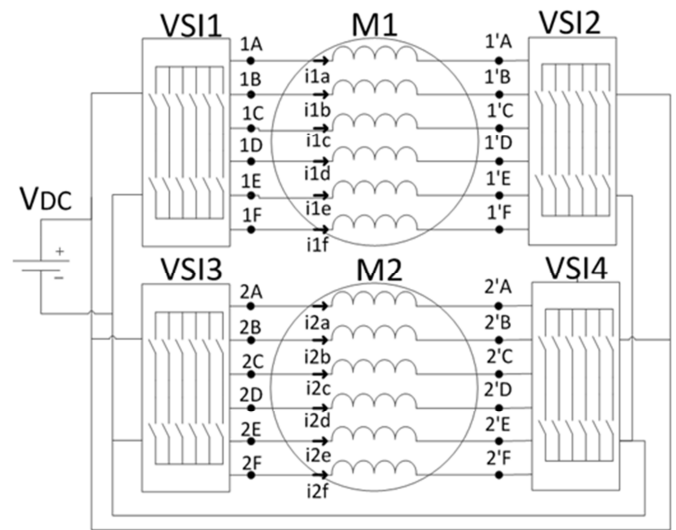 VSI1 M1 VSI2
1A 1'A
i1a
1B 1'B
i1b
1C 1'C
i1c
1D 1'D
i1d
1E 1'E
i1e
1F 1'F
i1f
VDC
+
−
VSI3 M2 VSI4
2A 2'A
i2a
2B 2'B
i2b
2C 2'C
i2c
2D 2'D
i2d
2E 2'E
i2e
2F 2'F
i2f